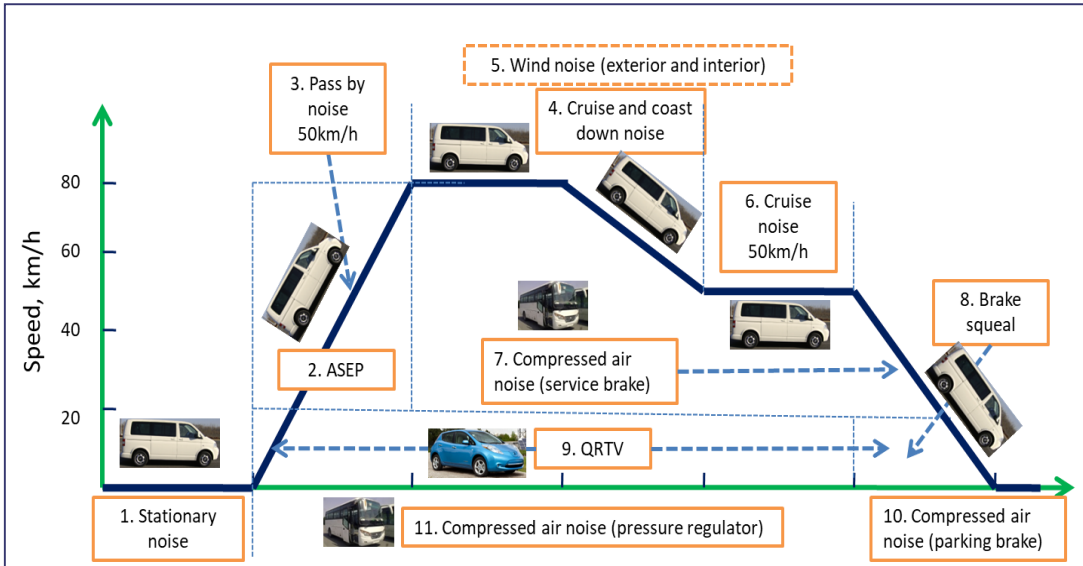 5. Wind noise (exterior and interior)
3. Pass by
noise
50km/h
4. Cruise and coast
down noise
80
6. Cruise
noise
50km/h
60
Speed, km/h
40
8. Brake
squeal
7. Compressed air
noise (service brake)
2. ASEP
20
9. QRTV
1. Stationary
noise
11. Compressed air noise (pressure regulator)
10. Compressed air
noise (parking brake)